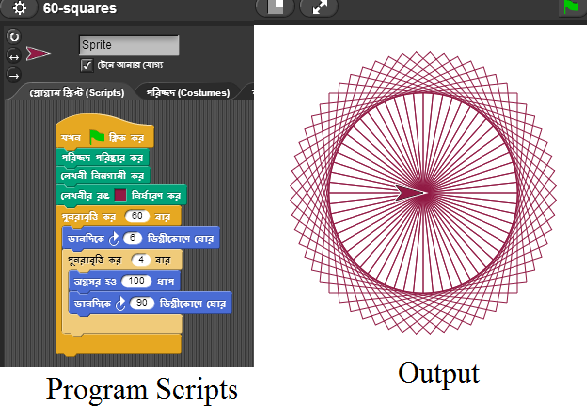 60-squares
Sprite
টেনে আনার যোগ্য
প্রোগ্রাম স্ক্রিপ্ট (Scripts) পরিচ্ছদ (Costumes)
যখন ক্লিক কর
পরিচ্ছদ পরিষ্কার কর
লেখনী নিম্নগামী কর
লেখনীর রঙ নির্ধারণ কর
পুনরাবৃত্তি কর 60 বার
ডানদিকে 6 ডিগ্রীকোণে ঘোর
পুনরাবৃত্তি কর 4 বার
অগ্রসর হও 100 ধাপ
ডানদিকে 90 ডিগ্রীকোণে ঘোর
Program Scripts
Output